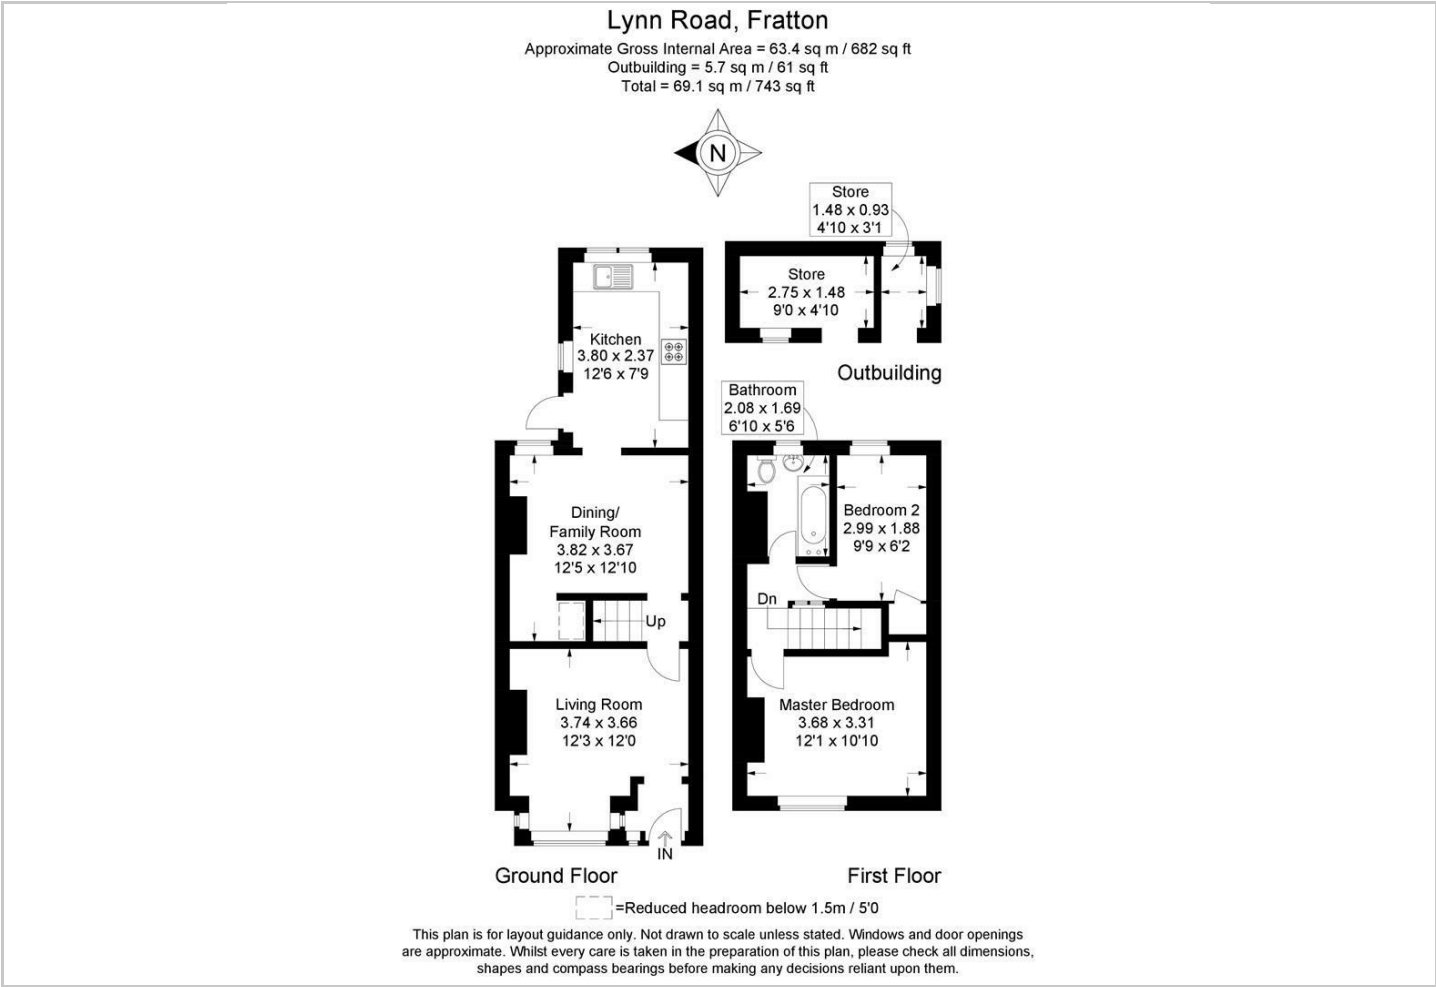 Lynn Road, Fratton
Approximate Gross Internal Area = 63.4 sq m / 682 sq ft
Outbuilding = 5.7 sq m / 61 sq ft
Total = 69.1 sq m / 743 sq ft
N
Store
1.48 x 0.93
4'10 x 3'1
Store
2.75 x 1.48
9'0 x 4'10
Outbuilding
Kitchen
3.80 x 2.37
12'6 x 7'9
Dining/
Family Room
3.82 x 3.67
12'5 x 12'10
Up
Living Room
3.74 x 3.66
12'3 x 12'0
IN
Ground Floor
Bathroom
2.08 x 1.69
6'10 x 5'6
Bedroom 2
2.99 x 1.88
9'9 x 6'2
Dn
Master Bedroom
3.68 x 3.31
12'1 x 10'10
First Floor
=Reduced headroom below 1.5m / 5'0
This plan is for layout guidance only. Not drawn to scale unless stated. Windows and door openings
are approximate. Whilst every care is taken in the preparation of this plan, please check all dimensions,
shapes and compass bearings before making any decisions reliant upon them.